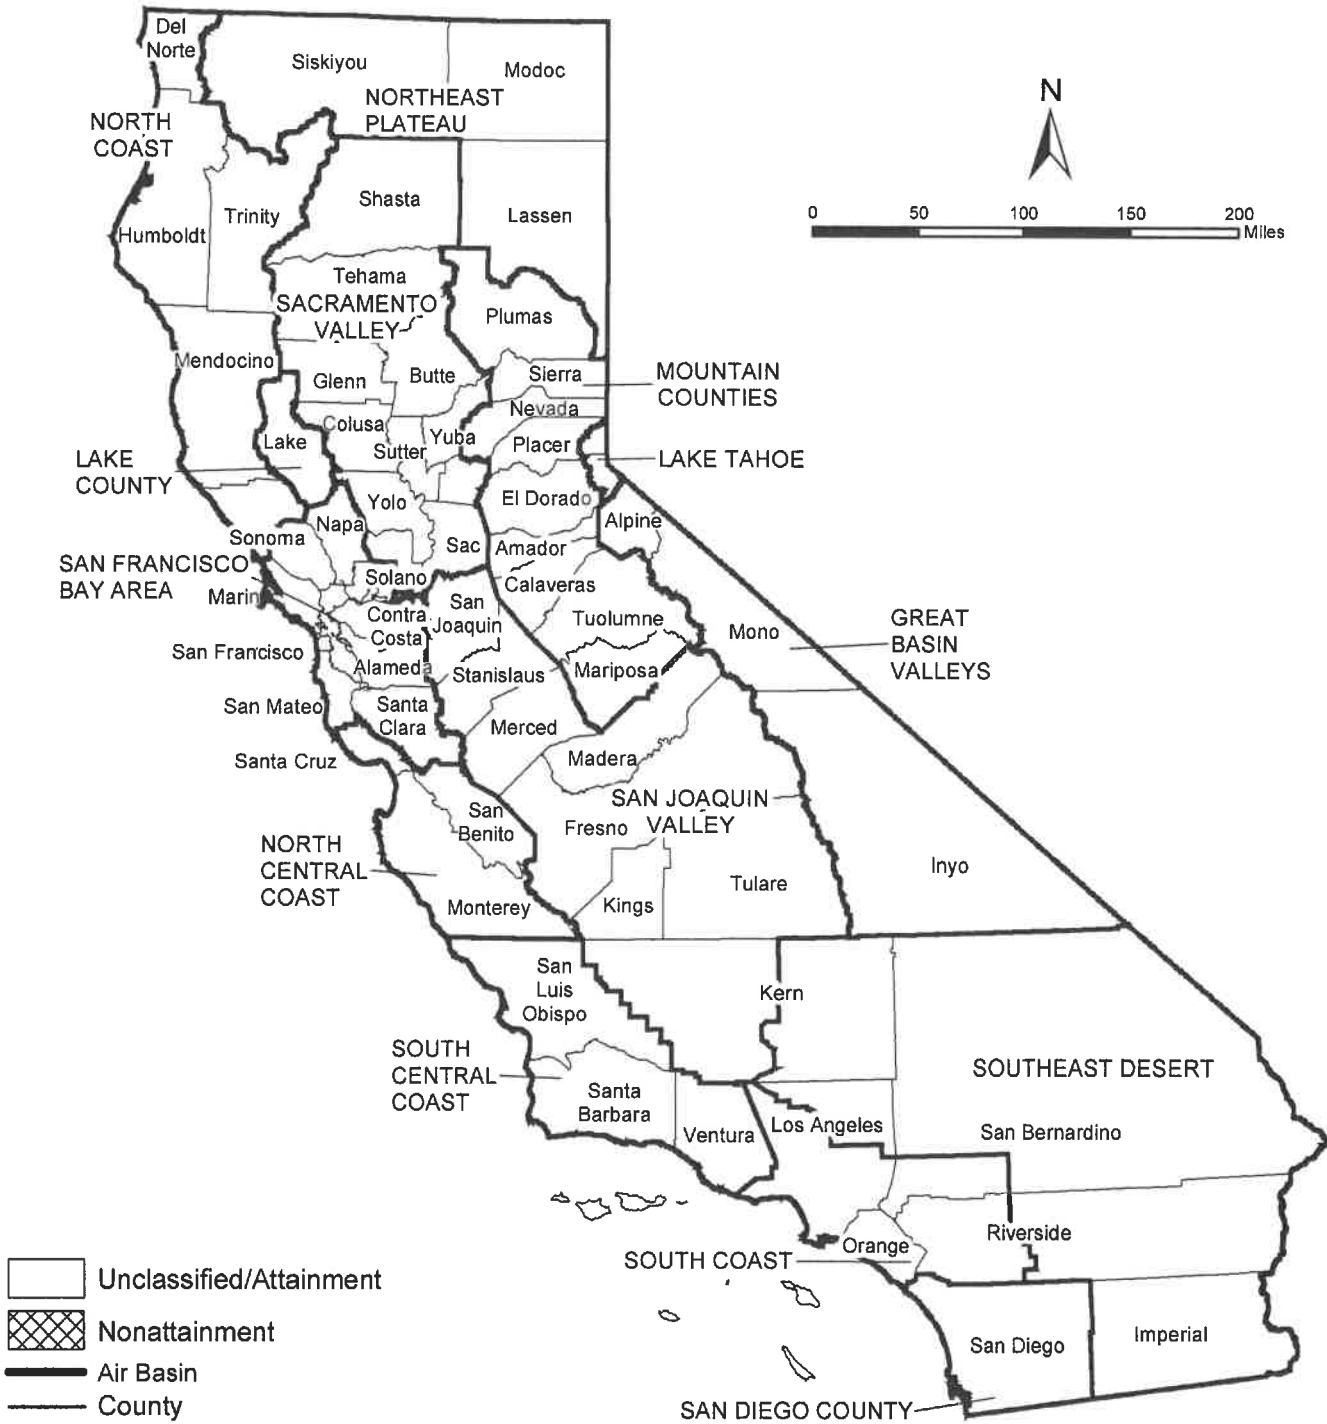 Del
Norte
Siskiyou
Modoc
NORTHEAST
PLATEAU
N
NORTH
COAST
Shasta
Trinity
Lassen
Humboldt
0 50 100 150 200
Miles
Tehama
SACRAMENTO
VALLEY
Plumas
Mendocino
Glenn
Butte
Sierra
MOUNTAIN
COUNTIES
Nevada
Colusa
Sutter
Yuba
Placer
Lake
LAKE
COUNTY
LAKE TAHOE
Yolo
El Dorado
Napa
Alpine
Sonoma
Sac
Amador
SAN FRANCISCO
BAY AREA
Solano
Calaveras
Marin
Contra
Costa
San
Joaquin
Tuolumne
Mono
GREAT
BASIN
VALLEYS
San Francisco
Alameda
Stanislaus
Mariposa
San Mateo
Santa
Clara
Merced
Santa Cruz
Madera
SAN JOAQUIN
VALLEY
San
Benito
Fresno
NORTH
CENTRAL
COAST
Inyo
Tulare
Monterey
Kings
San
Luis
Obispo
Kern
SOUTH
CENTRAL
COAST
SOUTHEAST DESERT
Santa
Barbara
Ventura
Los Angeles
San Bernardino
Riverside
Orange
SOUTH COAST
San Diego
Imperial
SAN DIEGO COUNTY
Unclassified/Attainment
Nonattainment
Air Basin
County